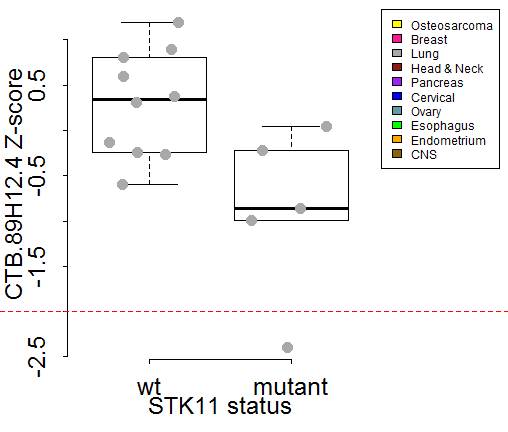 CTB.89H12.4 Z-score
0.5
-0.5
-1.5
-2.5
wt
mutant
STK11 status
Osteosarcoma
Breast
Lung
Head & Neck
Pancreas
Cervical
Ovary
Esophagus
Endometrium
CNS